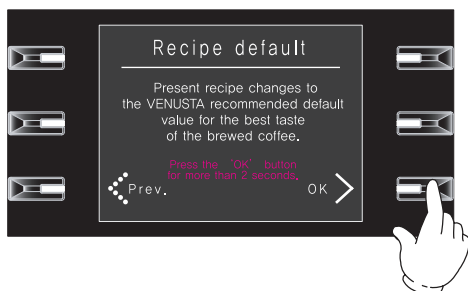 Recipe default
Present recipe changes to
the VENUSTA recommended default
value for the best taste
of the brewed coffee.
Press the 'OK' button
for more than 2 seconds.
Prev. OK